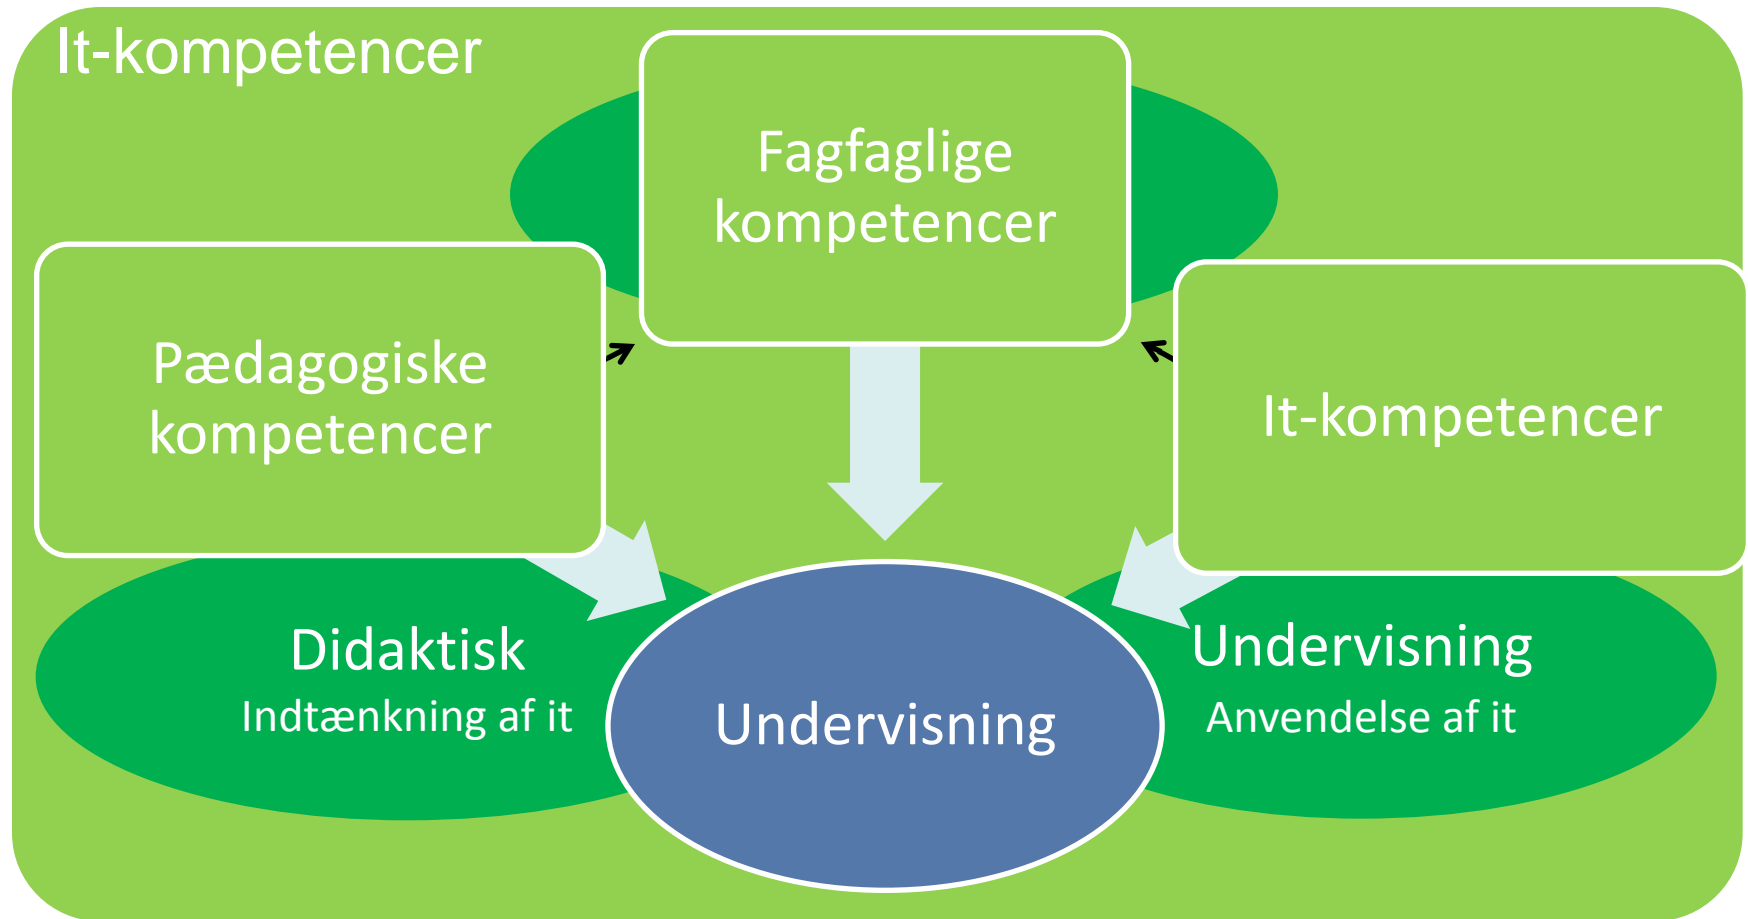 It-kompetencer
Fagfaglige
kompetencer
Pædagogiske
kompetencer
It-kompetencer
Didaktisk
Indtænkning af it
Undervisning
Undervisning
Anvendelse af it